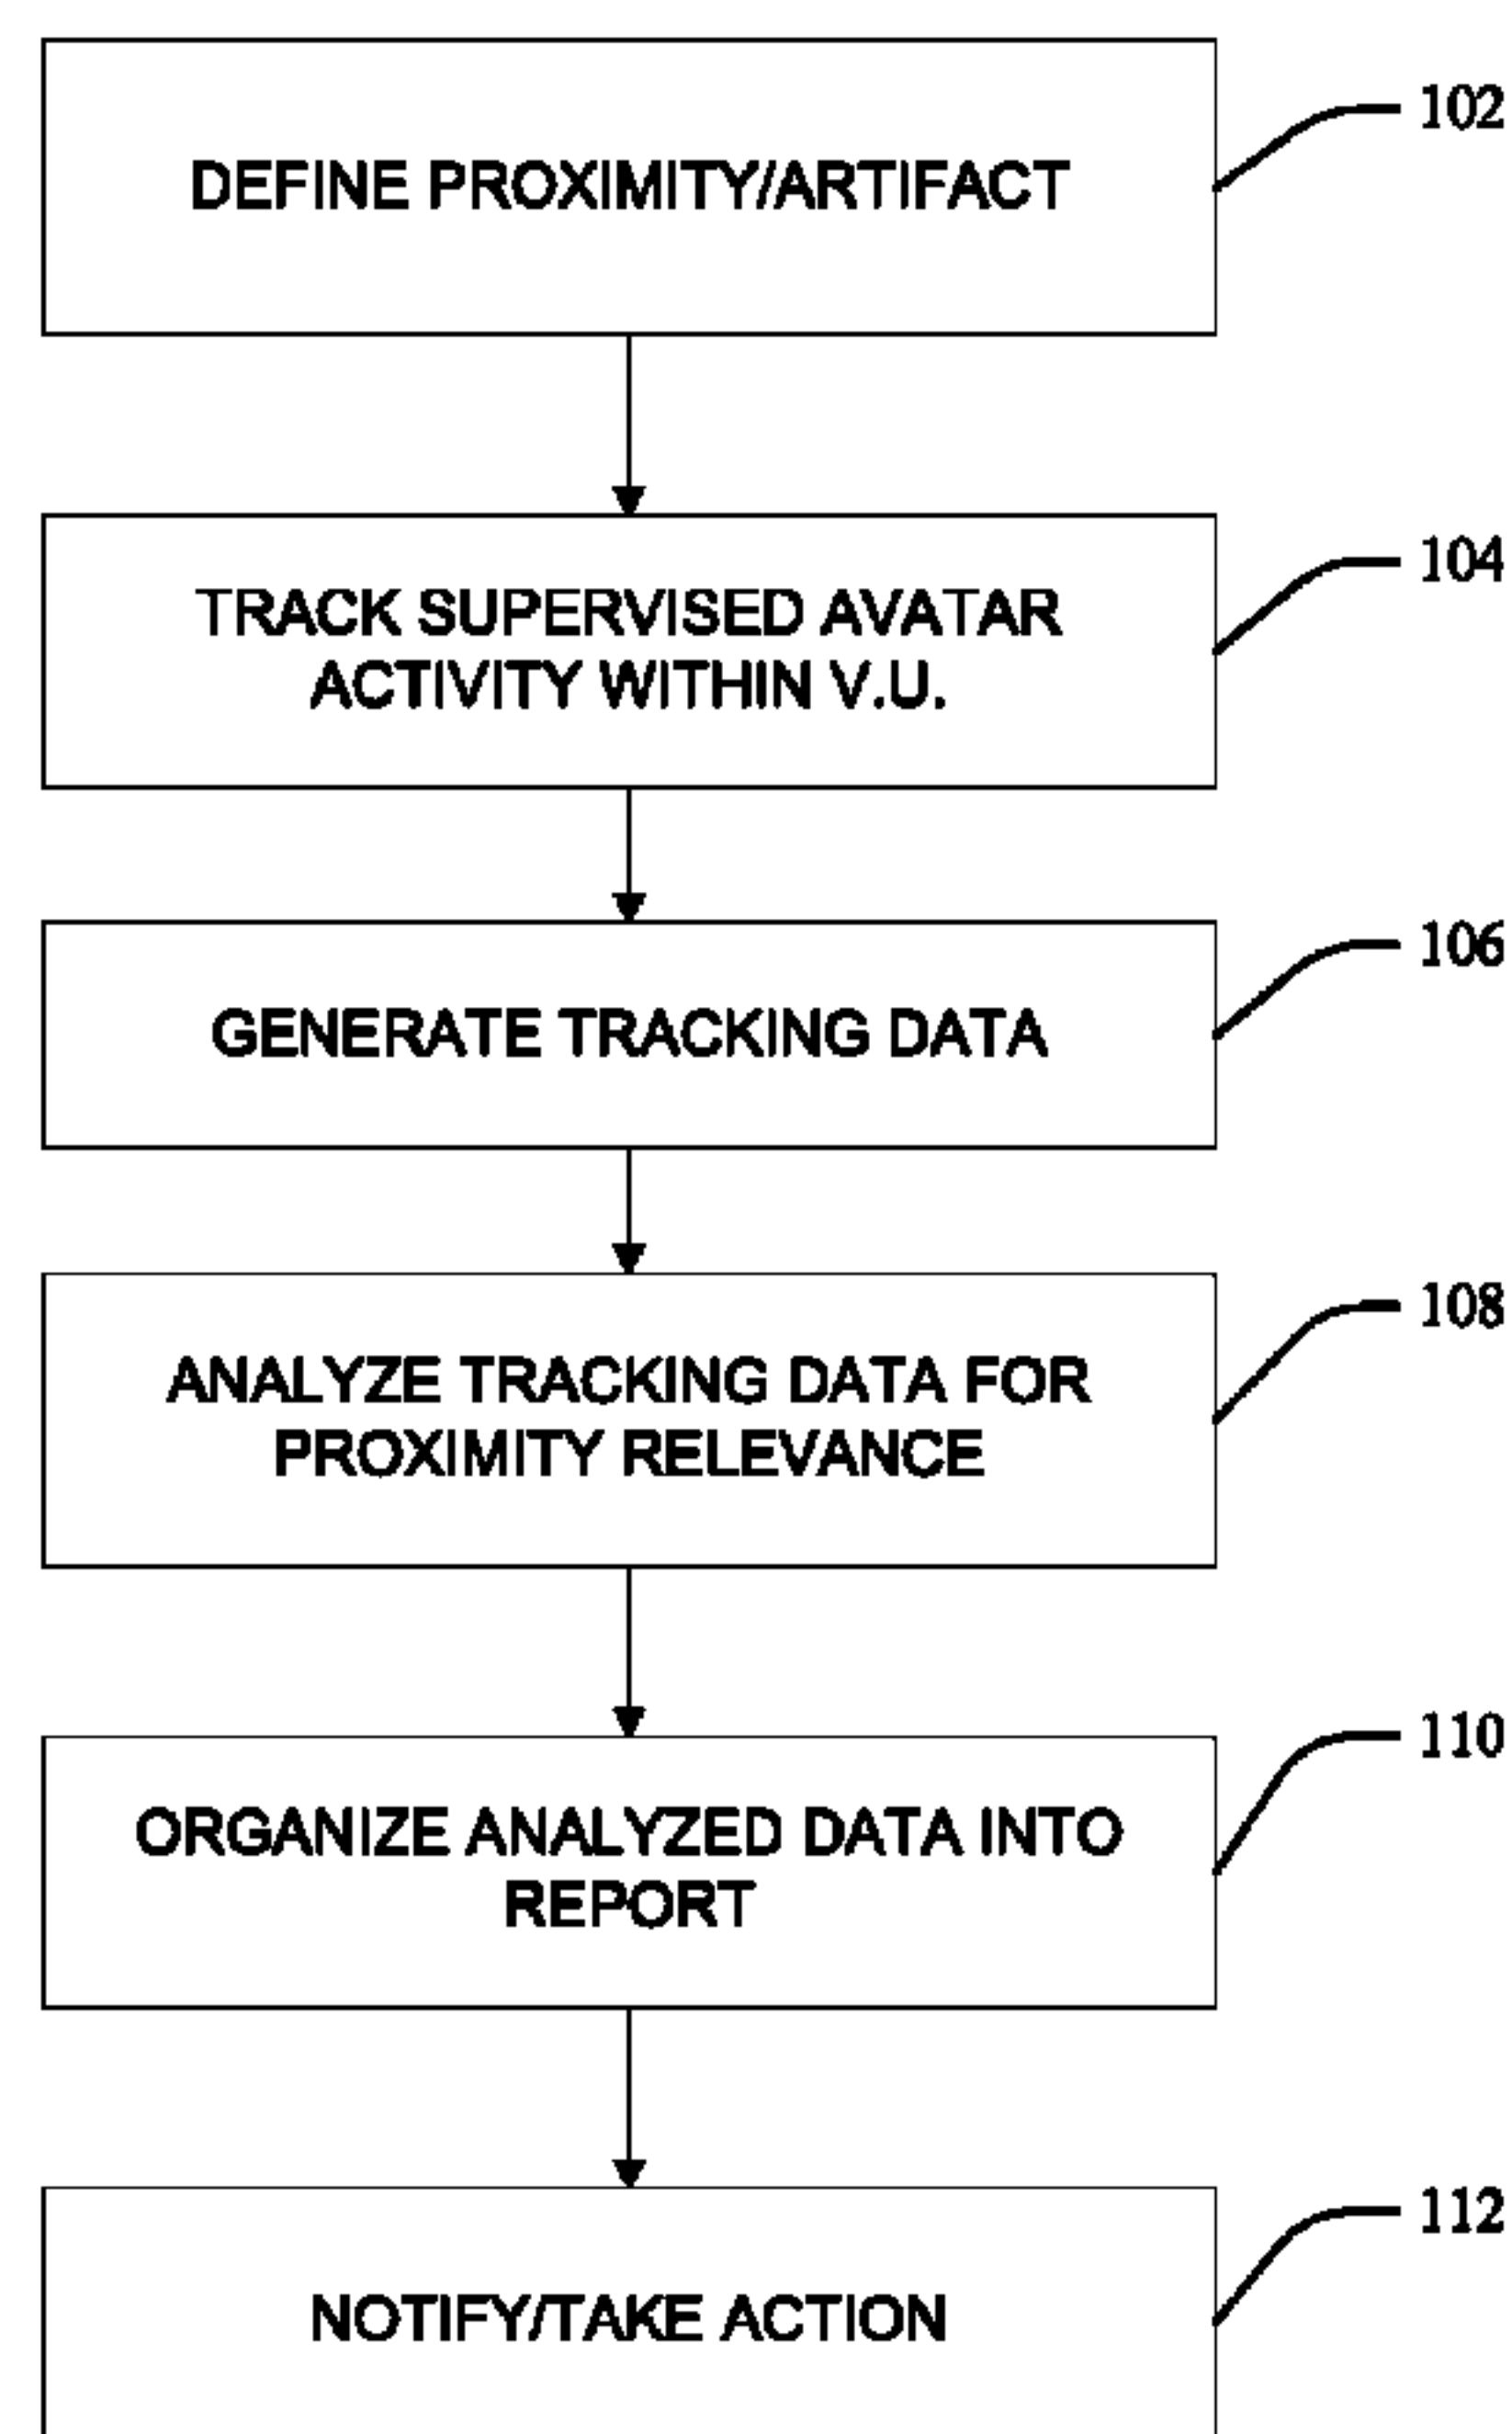 DEFINE PROXIMITY/ARTIFACT
102
TRACK SUPERVISED AVATAR
ACTIVITY WITHIN V.U.
104
GENERATE TRACKING DATA
106
ANALYZE TRACKING DATA FOR
PROXIMITY RELEVANCE
108
ORGANIZE ANALYZED DATA INTO
REPORT
110
NOTIFY/TAKE ACTION
112